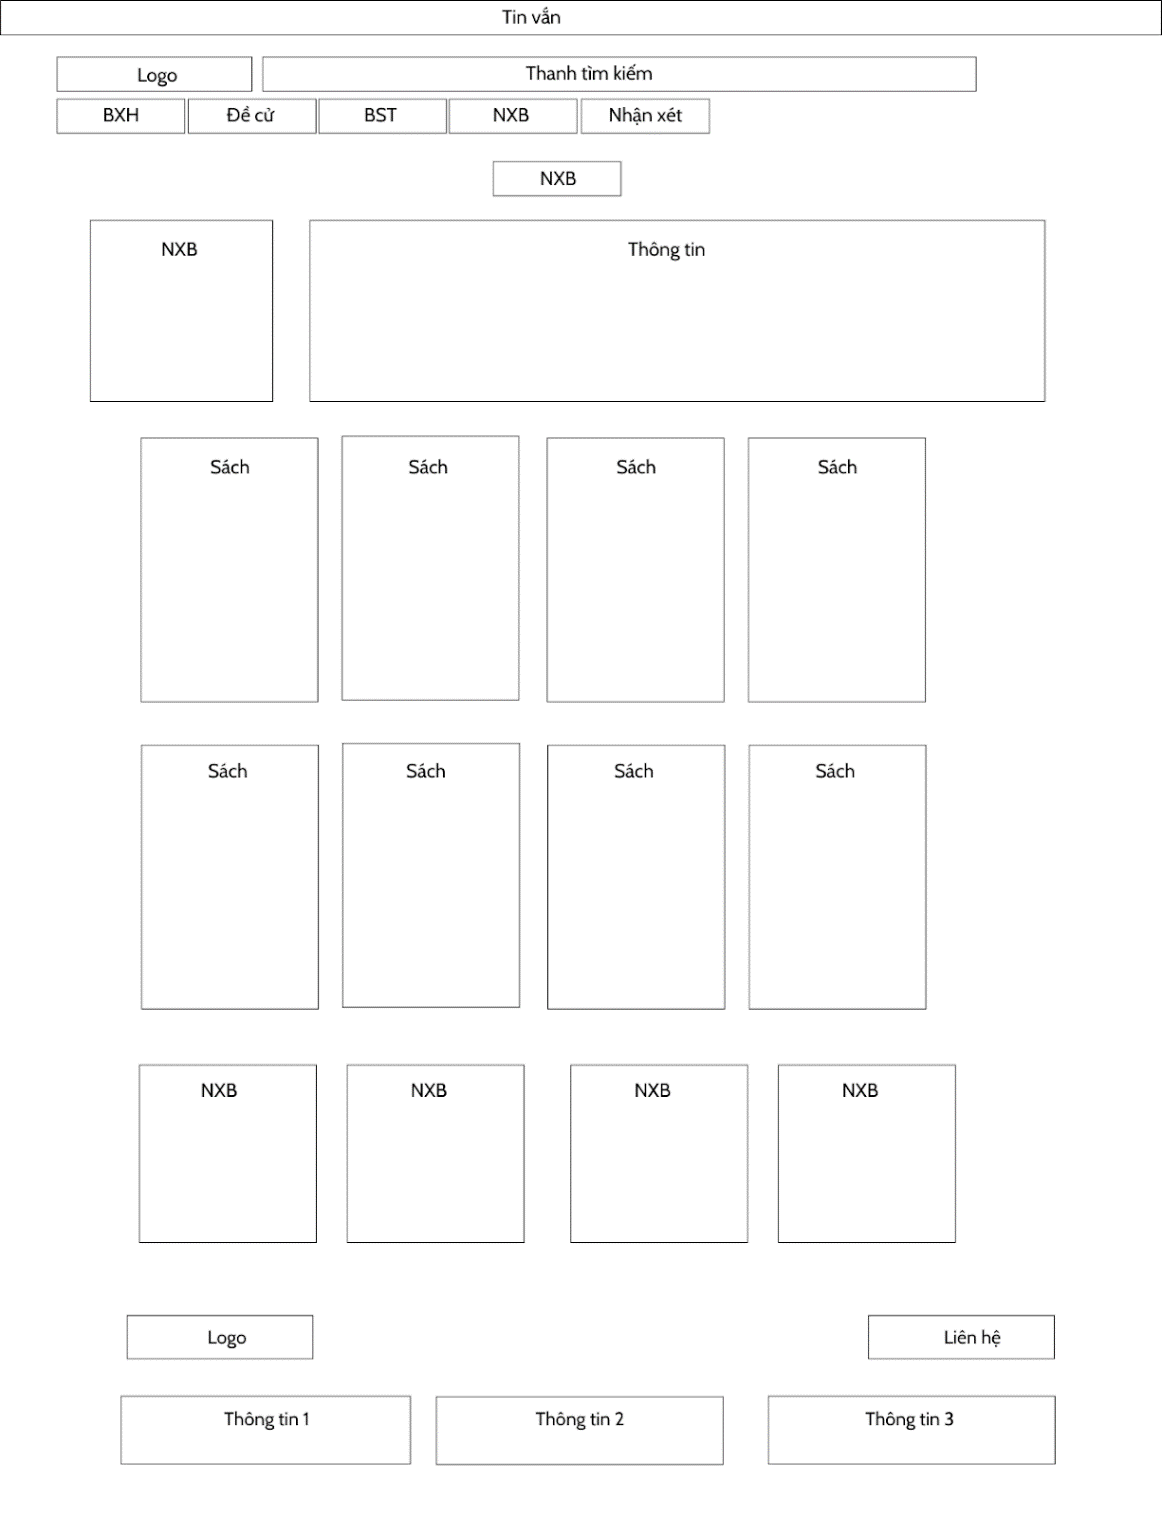 Tin vắn
Logo
Thanh tìm kiếm
BXH
Đề cử
BST
NXB
Nhận xét
NXB
NXB
Thông tin
Sách
Sách
Sách
Sách
Sách
Sách
Sách
Sách
NXB
NXB
NXB
NXB
Logo
Liên hệ
Thông tin 1
Thông tin 2
Thông tin 3